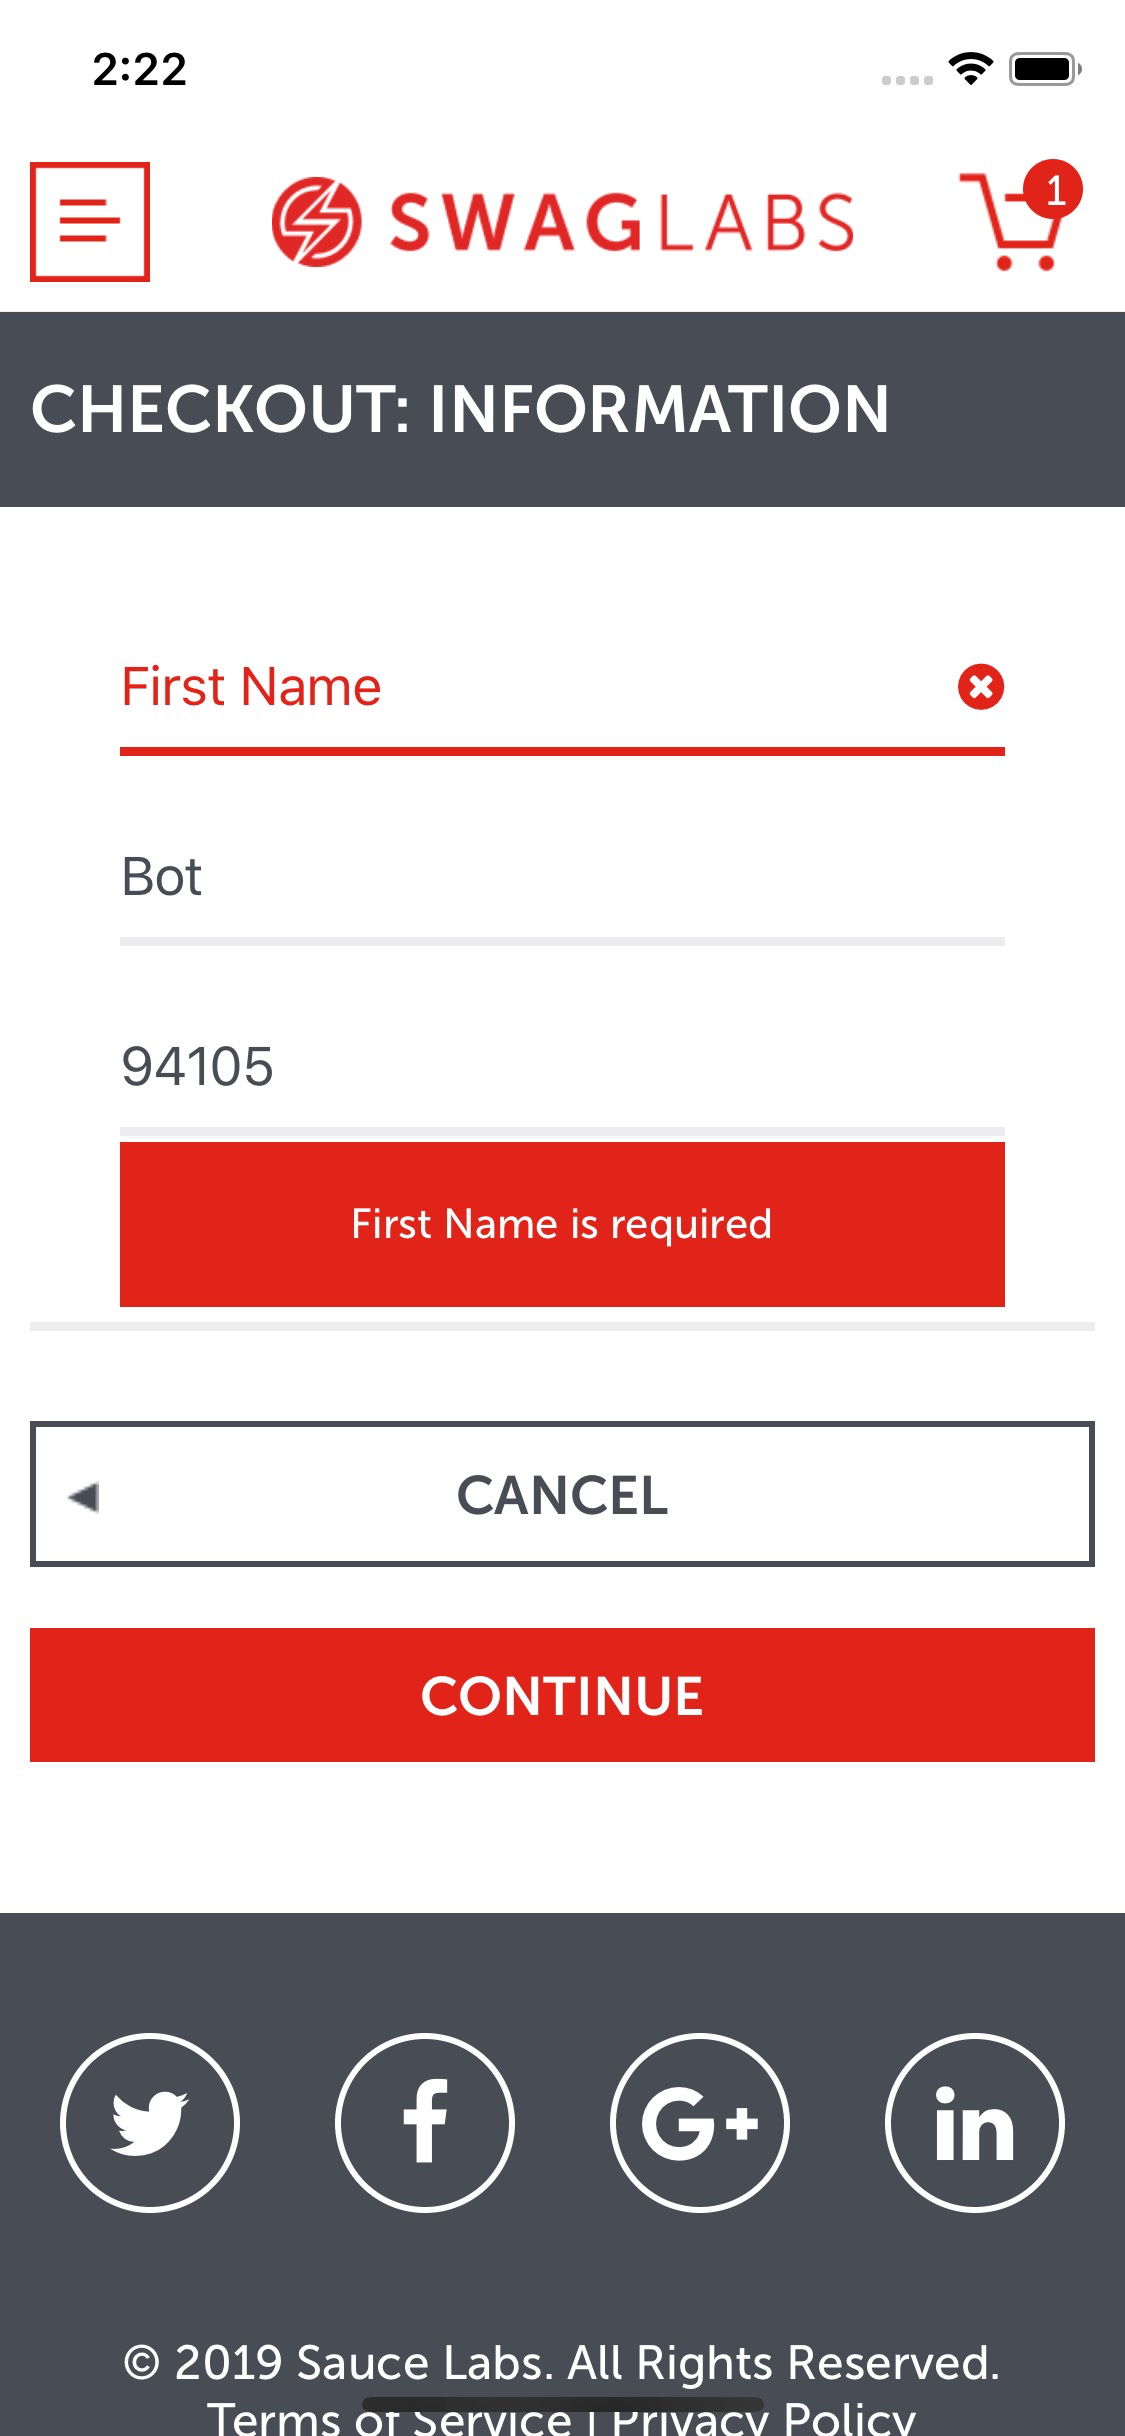 2:22
SWAGLABS
1
CHECKOUT: INFORMATION
First Name
Bot
94105
First Name is required
CANCEL
CONTINUE
f
G+
in
© 2019 Sauce Labs. All Rights Reserved.
Terms of Service | Privacy Policy